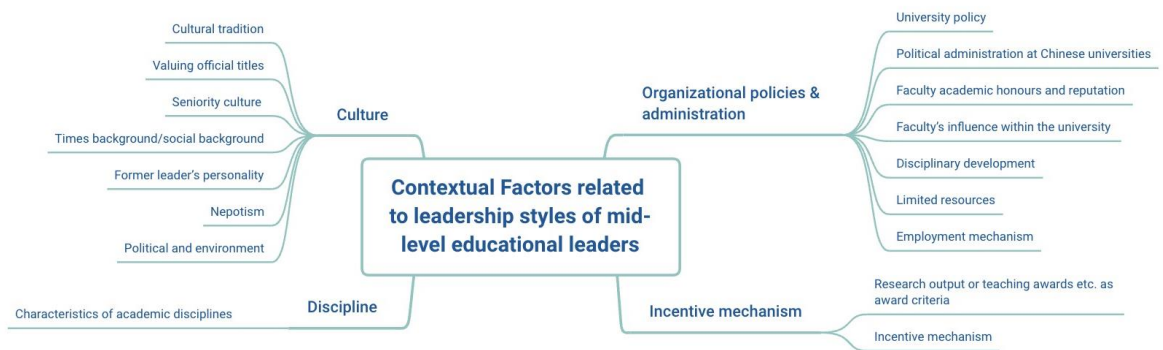 Contextual Factors related
to leadership styles of mid-
level educational leaders
Culture
Cultural tradition
Valuing official titles
Seniority culture
Times background/social background
Former leader's personality
Nepotism
Political and environment
Discipline
Characteristics of academic disciplines
Organizational policies &
administration
University policy
Political administration at Chinese universities
Faculty academic honours and reputation
Faculty's influence within the university
Disciplinary development
Limited resources
Employment mechanism
Incentive mechanism
Research output or teaching awards etc. as
award criteria
Incentive mechanism